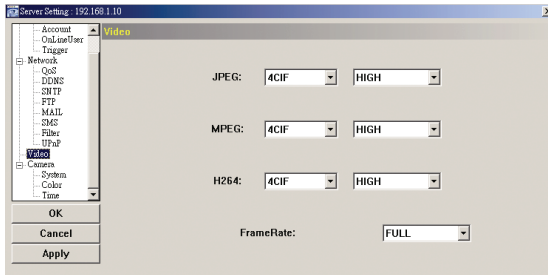 Server Setting : 192.168.1.10
Account
OnLineUser
Trigger
Network
QoS
DDNS
SNTP
FTP
MAIL
SMS
Filter
UPnP
Video
Camera
System
Color
Time
OK
Cancel
Apply
Video
JPEG: 4CIF HIGH
MPEG: 4CIF HIGH
H264: 4CIF HIGH
FrameRate: FULL